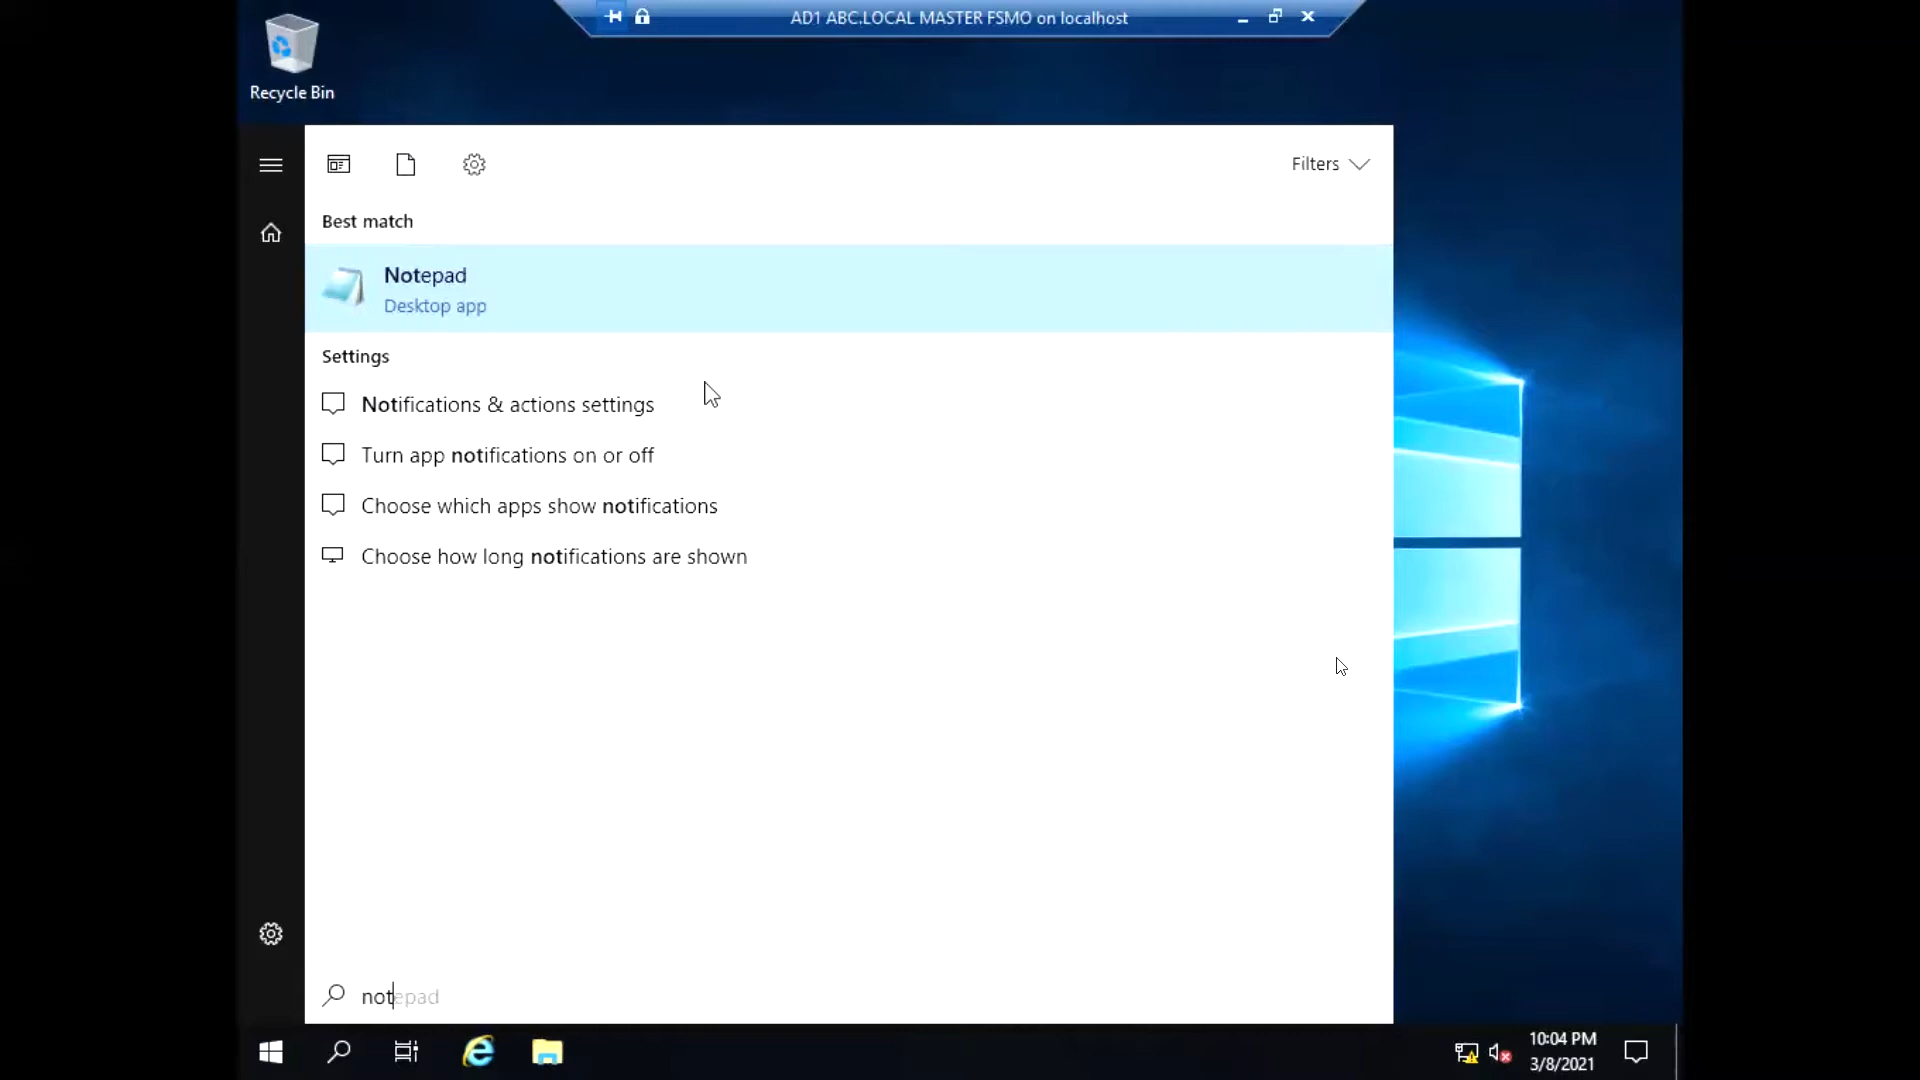 AD1 ABC.LOCAL MASTER FSMO on localhost
Recycle Bin
Filters
Best match
Notepad
Desktop app
Settings
Notifications & actions settings
Turn app notifications on or off
Choose which apps show notifications
Choose how long notifications are shown
notepad
10:04 PM
3/8/2021